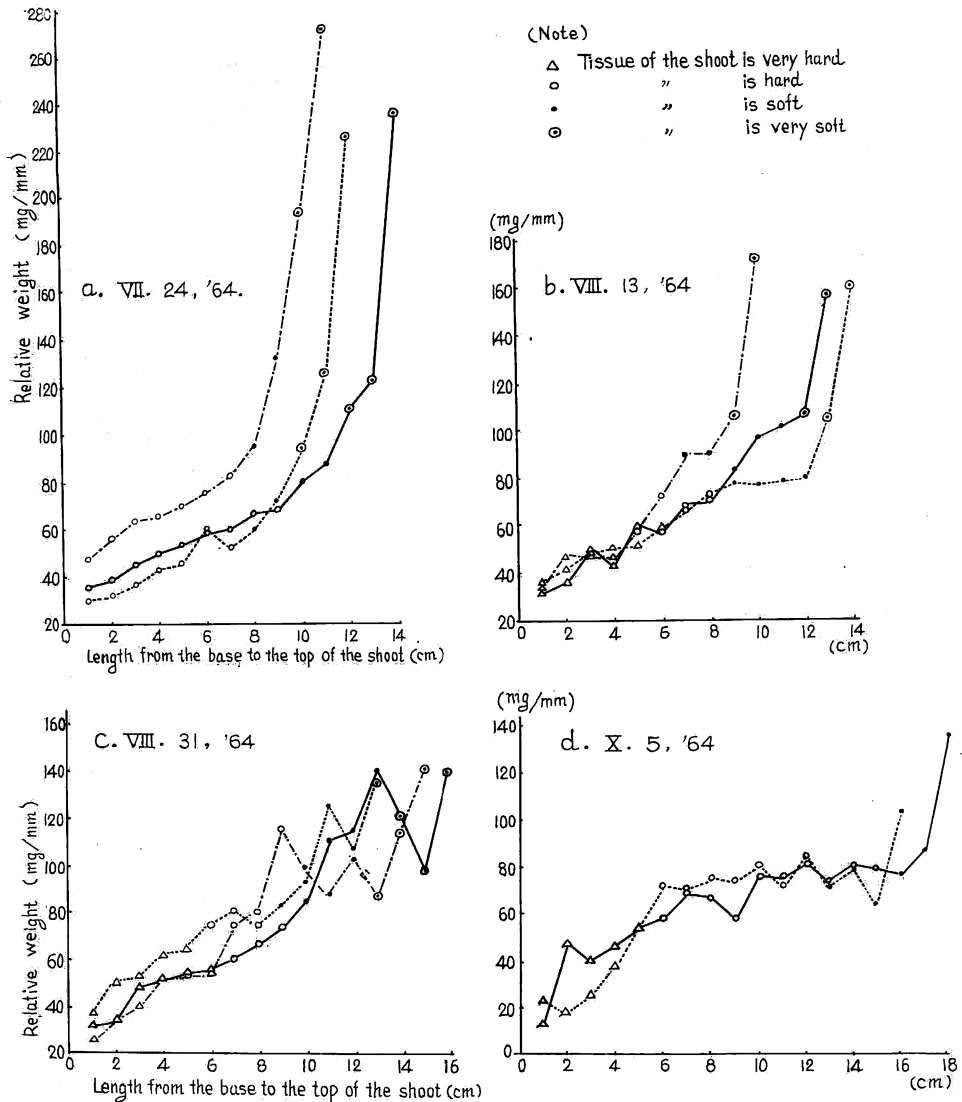 280
260
240
220
200
180
160
140
120
100
80
60
40
20
0 2 4 6 8 10 12 14
Relative weight (mg/mm)
a. VII. 24, '64.
Length from the base to the top of the shoot (cm)
(Note)
△ Tissue of the shoot is very hard
○ 〃 is hard
• 〃 is soft
⊙ 〃 is very soft
(mg/mm)
180
160
140
120
100
80
60
40
20
0 2 4 6 8 10 12 14
(cm)
b. VIII. 13, '64
160
140
120
100
80
60
40
20
0 2 4 6 8 10 12 14 16
Relative weight (mg/mm)
C. VIII. 31, '64
Length from the base to the top of the shoot (cm)
(mg/mm)
140
120
100
80
60
40
20
0
0 2 4 6 8 10 12 14 16 18
(cm)
d. X. 5, '64